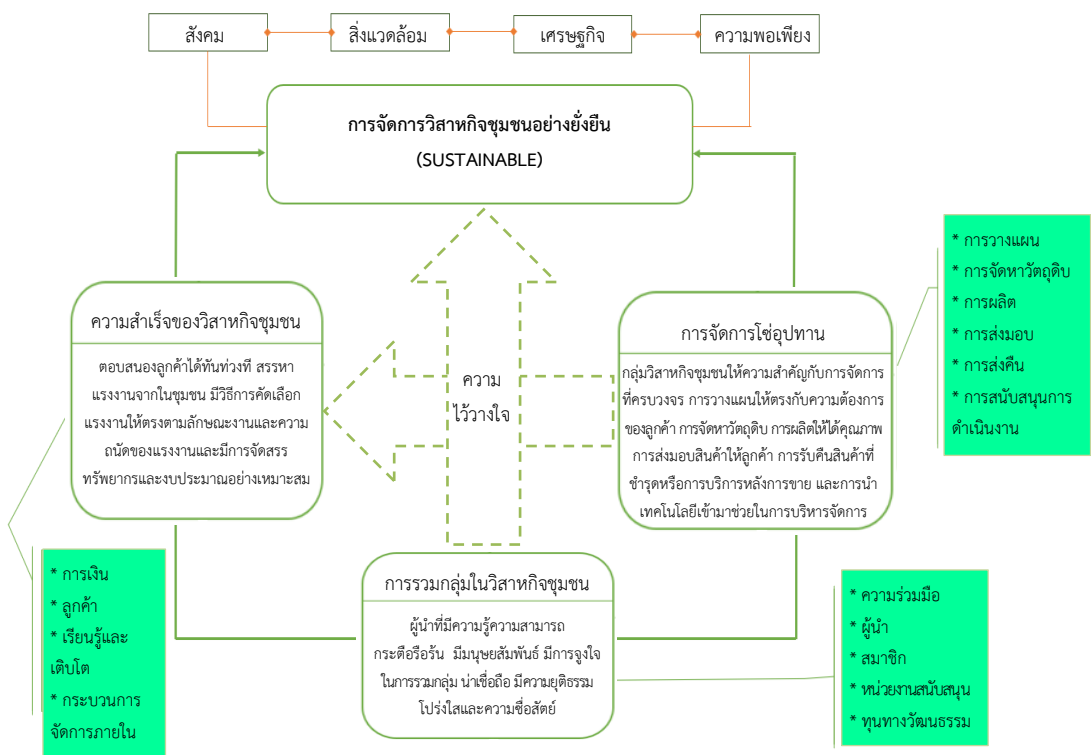 สังคม
สิ่งแวดล้อม
เศรษฐกิจ
ความพอเพียง
การจัดการวิสาหกิจชุมชนอย่างยั่งยืน
(SUSTAINABLE)
* การวางแผน
* การจัดหาวัตถุดิบ
* การผลิต
* การส่งมอบ
* การส่งคืน
* การสนับสนุนการ
ดำเนินงาน
ความสำเร็จของวิสาหกิจชุมชน
ตอบสนองลูกค้าได้ทันท่วงที สรรหา
แรงงานจากในชุมชน มีวิธีการคัดเลือก
แรงงานให้ตรงตามลักษณะงานและความ
ถนัดของแรงงานและมีการจัดสรร
ทรัพยากรและงบประมาณอย่างเหมาะสม
ความ
ไว้วางใจ
การจัดการโซ่อุปทาน
กลุ่มวิสาหกิจชุมชนให้ความสำคัญกับการจัดการ
ที่ครบวงจร การวางแผนให้ตรงกับความต้องการ
ของลูกค้า การจัดหาวัตถุดิบ การผลิตให้ได้คุณภาพ
การส่งมอบสินค้าให้ลูกค้า การรับคืนสินค้าที่
ชำรุดหรือการบริการหลังการขาย และการนำ
เทคโนโลยีเข้ามาช่วยในการบริหารจัดการ
* การเงิน
* ลูกค้า
* เรียนรู้และ
เติบโต
* กระบวนการ
จัดการภายใน
การรวมกลุ่มในวิสาหกิจชุมชน
ผู้นำที่มีความรู้ความสามารถ
กระตือรือร้น มีมนุษยสัมพันธ์ มีการจูงใจ
ในการรวมกลุ่ม น่าเชื่อถือ มีความยุติธรรม
โปร่งใสและความซื่อสัตย์
* ความร่วมมือ
* ผู้นำ
* สมาชิก
* หน่วยงานสนับสนุน
* ทุนทางวัฒนธรรม